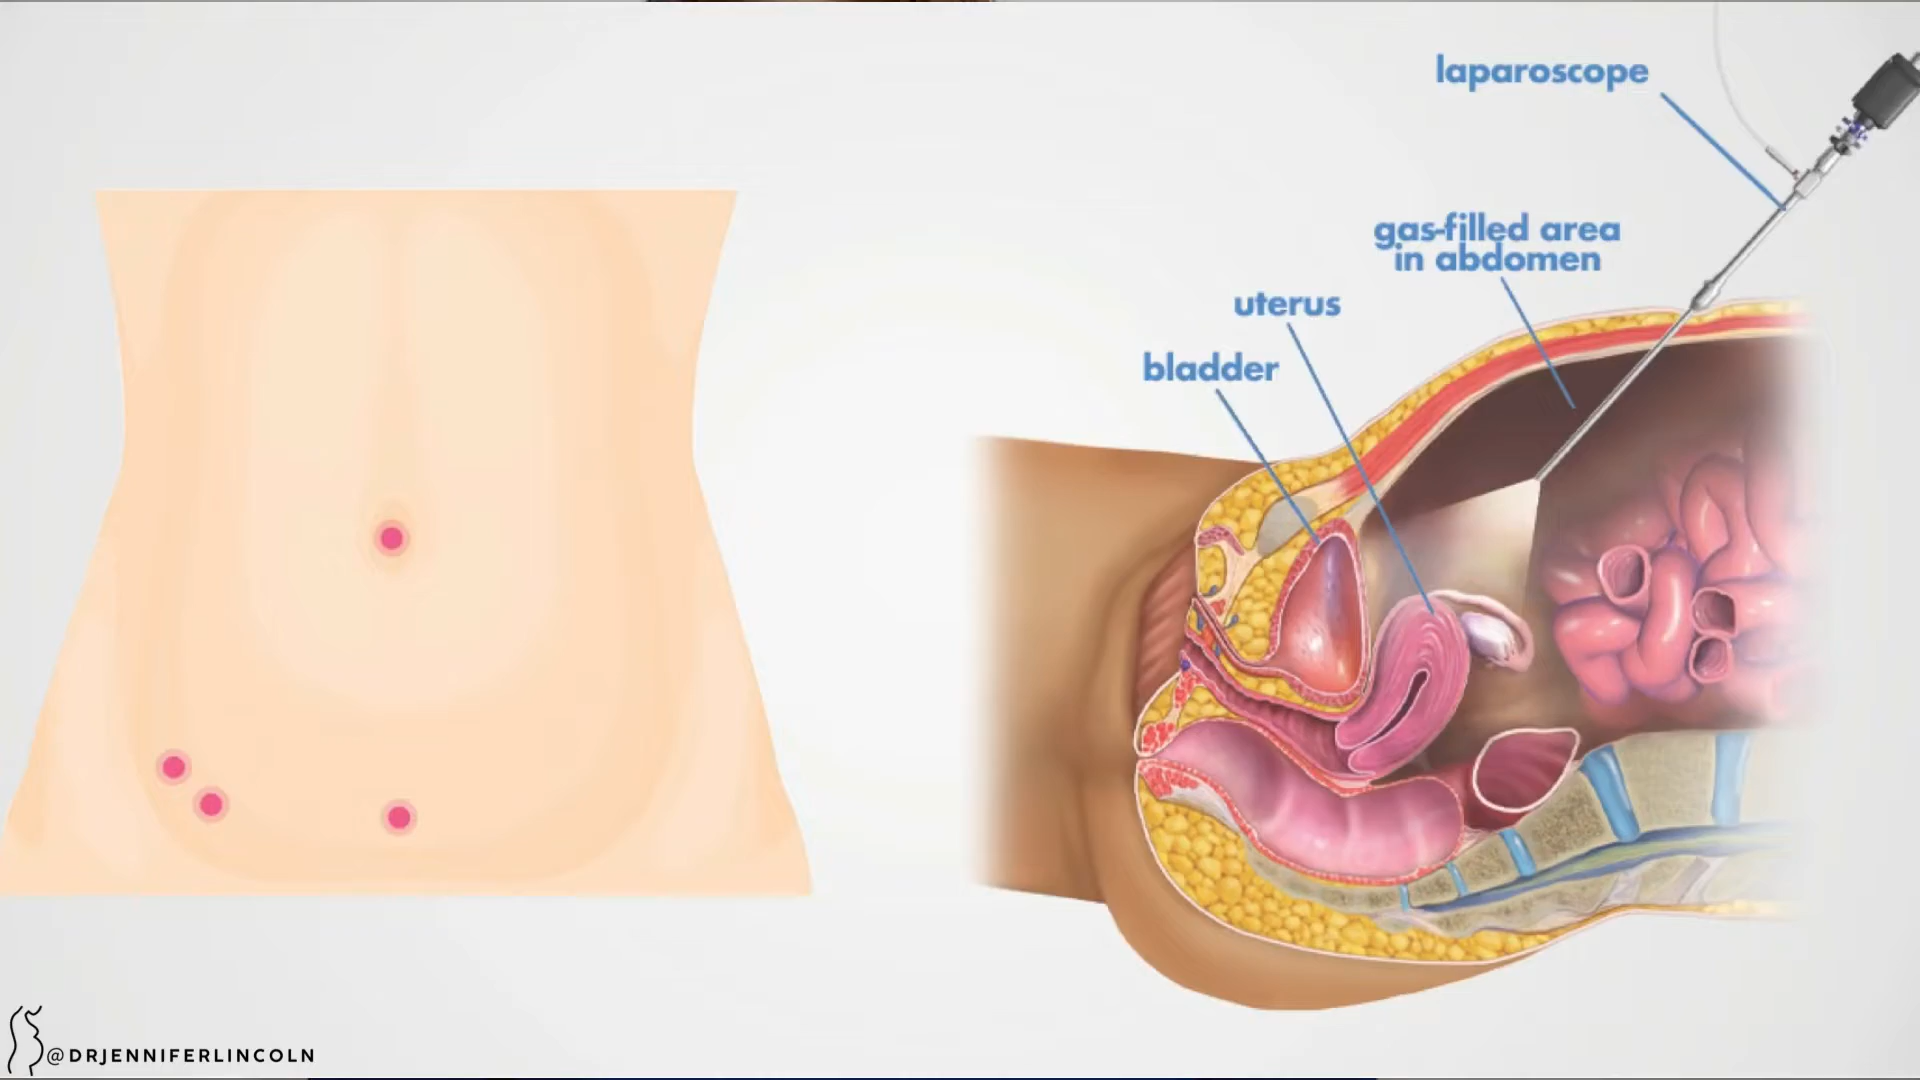 laparoscope
gas-filled area
in abdomen
uterus
bladder
@DRJENNIFERLINCOLN